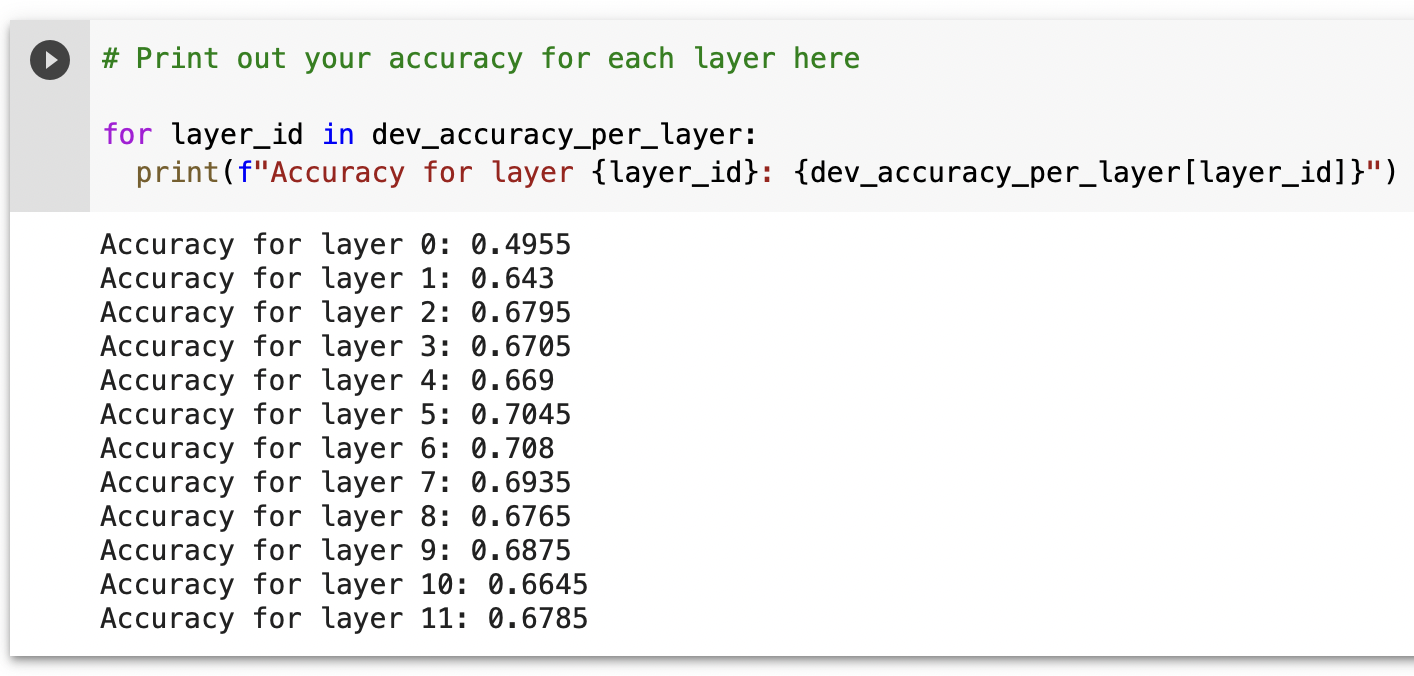 # Print out your accuracy for each layer here
for layer_id in dev_accuracy_per_layer:
  print(f"Accuracy for layer {layer_id}: {dev_accuracy_per_layer[layer_id]}")
Accuracy for layer 0: 0.4955
Accuracy for layer 1: 0.643
Accuracy for layer 2: 0.6795
Accuracy for layer 3: 0.6705
Accuracy for layer 4: 0.669
Accuracy for layer 5: 0.7045
Accuracy for layer 6: 0.708
Accuracy for layer 7: 0.6935
Accuracy for layer 8: 0.6765
Accuracy for layer 9: 0.6875
Accuracy for layer 10: 0.6645
Accuracy for layer 11: 0.6785